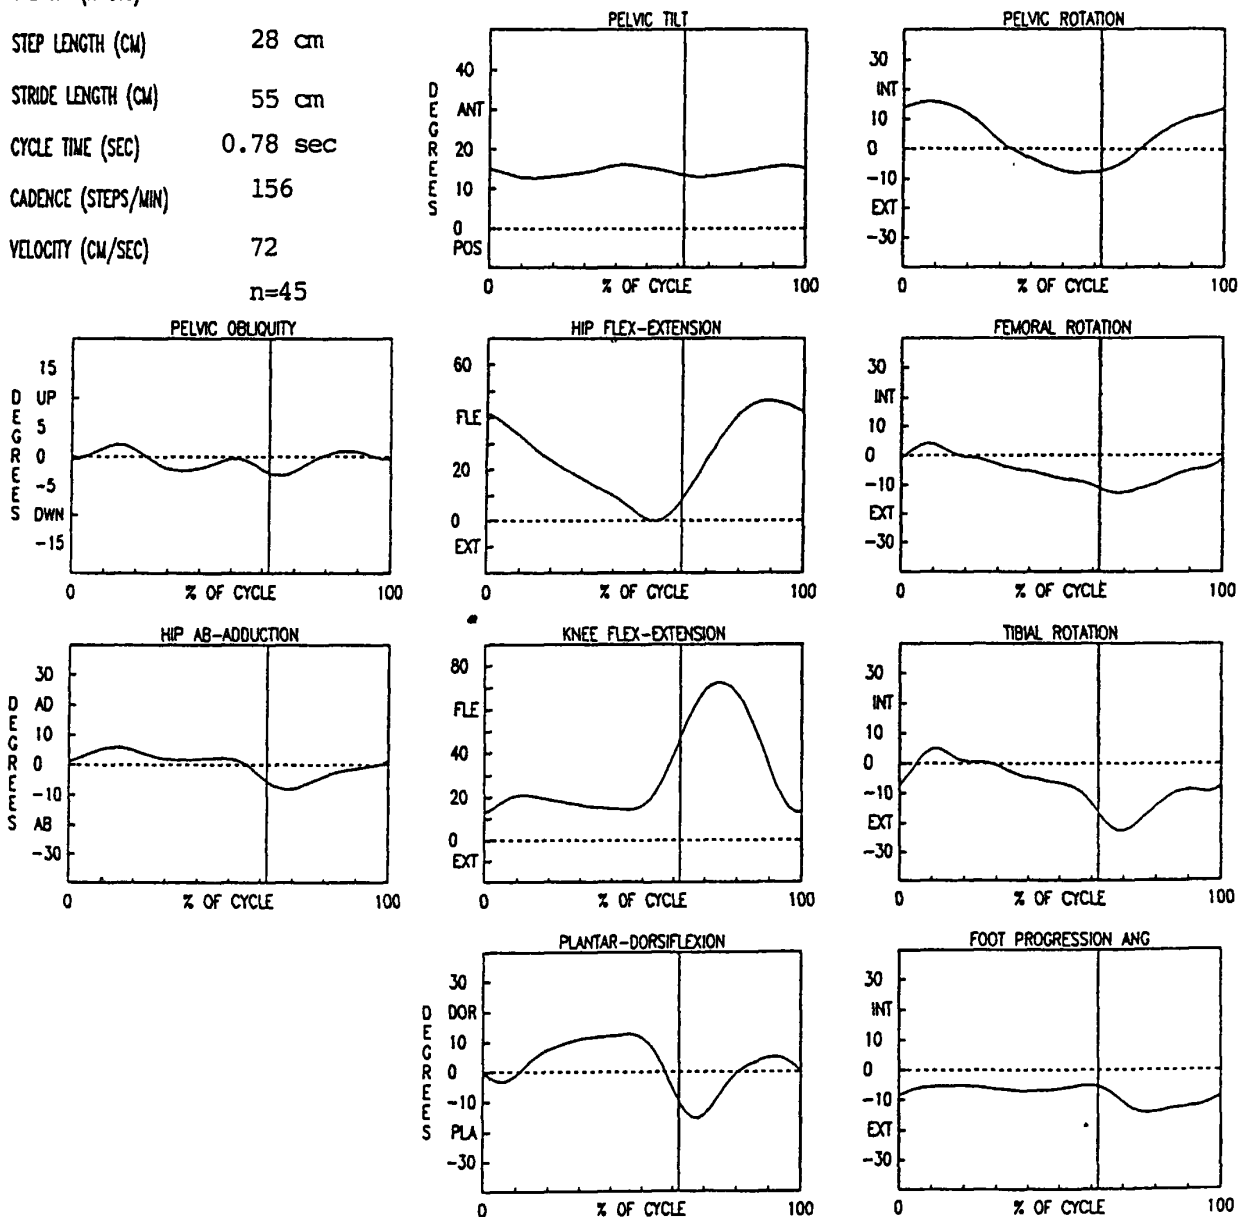 STEP LENGTH (CM) 28 cm
STRIDE LENGTH (CM) 55 cm
CYCLE TIME (SEC) 0.78 sec
CADENCE (STEPS/MIN) 156
VELOCITY (CM/SEC) 72
n=45
PELVIC TILT
DEGREES
40
ANT
20
10
0
POS
0 % OF CYCLE 100
PELVIC ROTATION
30
INT
10
0
-10
EXT
-30
0 % OF CYCLE 100
PELVIC OBLIQUITY
DEGREES
15
UP
5
0
-5
DWN
-15
0 % OF CYCLE 100
HIP FLEX-EXTENSION
60
FLE
20
0
EXT
0 % OF CYCLE 100
FEMORAL ROTATION
30
INT
10
0
-10
EXT
-30
0 % OF CYCLE 100
HIP AB-ADDUCTION
DEGREES
30
AD
10
0
-10
AB
-30
0 % OF CYCLE 100
KNEE FLEX-EXTENSION
80
FLE
40
20
0
EXT
0 % OF CYCLE 100
TIBIAL ROTATION
30
INT
10
0
-10
EXT
-30
0 % OF CYCLE 100
PLANTAR-DORSIFLEXION
DEGREES
30
DOR
10
0
-10
PLA
-30
0 % OF CYCLE 100
FOOT PROGRESSION ANG
30
INT
10
0
-10
EXT
-30
0 % OF CYCLE 100